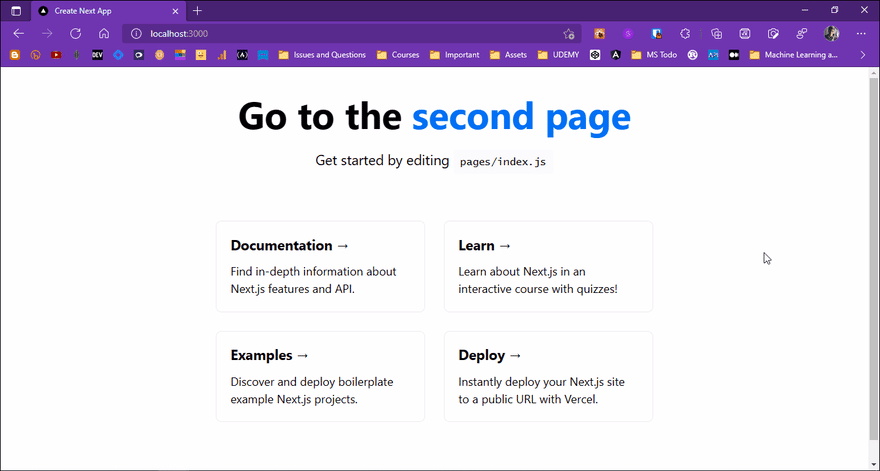 Create Next App
localhost:3000
DEV
Issues and Questions
Courses
Important
Assets
UDEMY
MS Todo
Machine Learning a...
Go to the second page
Get started by editing pages/index.js
Documentation →
Find in-depth information about
Next.js features and API.
Learn →
Learn about Next.js in an
interactive course with quizzes!
Examples →
Discover and deploy boilerplate
example Next.js projects.
Deploy →
Instantly deploy your Next.js site
to a public URL with Vercel.